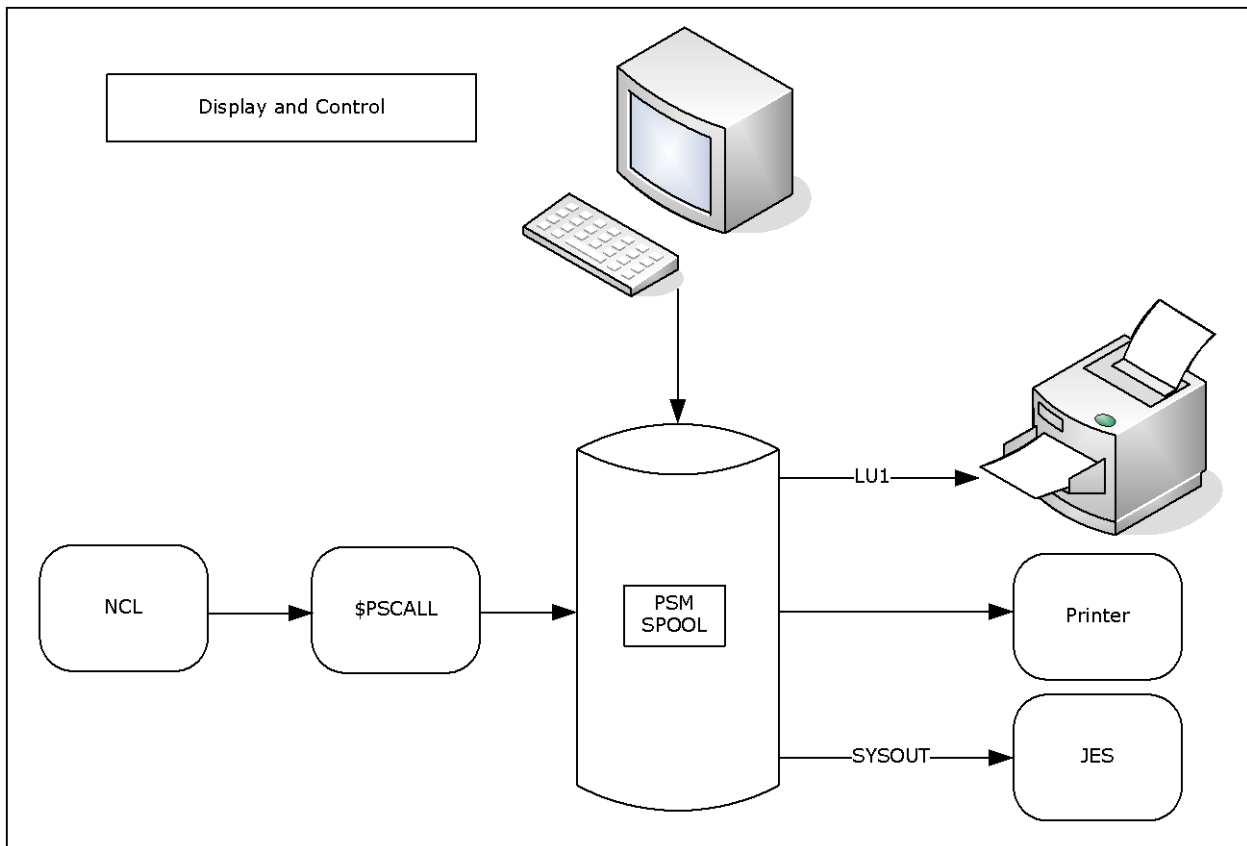 Display and Control
LU1
NCL
$PSCALL
PSM
SPOOL
Printer
SYSOUT
JES